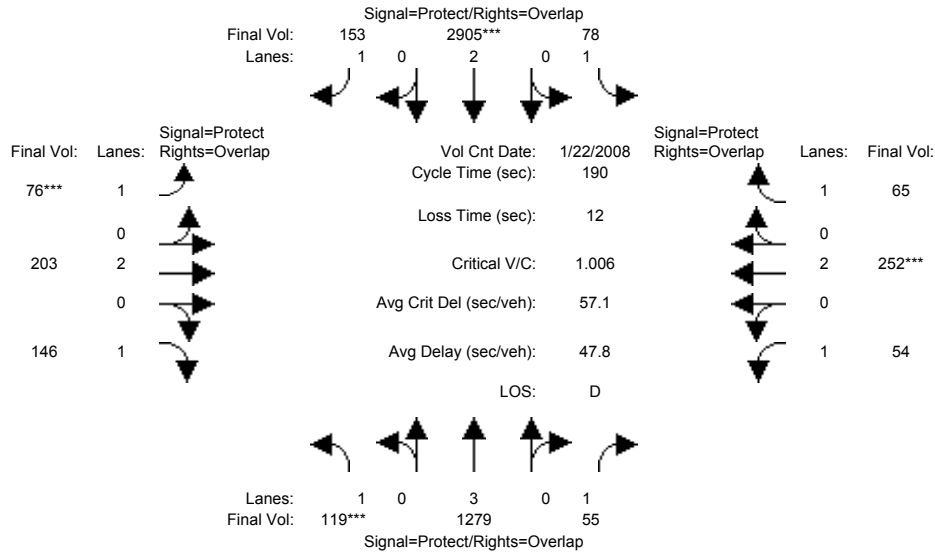 Signal=Protect/Rights=Overlap
Final Vol: 153 2905*** 78
Lanes: 1 0 2 0 1
Signal=Protect Signal=Protect
Final Vol: Lanes: Rights=Overlap Vol Cnt Date: 1/22/2008 Rights=Overlap Lanes: Final Vol:
Cycle Time (sec): 190
76*** 1 1 65
Loss Time (sec): 12
0 0
203 2 Critical V/C: 1.006 2 252***
0 Avg Crit Del (sec/veh): 57.1 0
146 1 Avg Delay (sec/veh): 47.8 1 54
LOS: D
Lanes: 1 0 3 0 1
Final Vol: 119*** 1279 55
Signal=Protect/Rights=Overlap